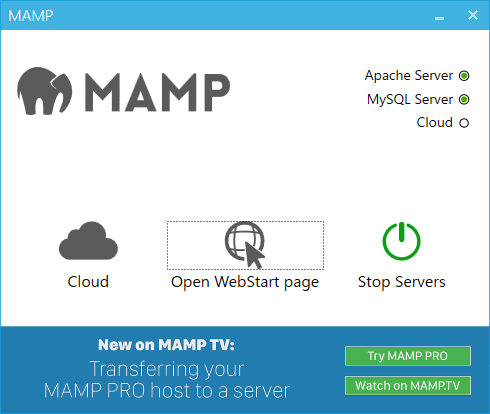 MAMP
MAMP
Apache Server
MySQL Server
Cloud
Cloud
Open WebStart page
Stop Servers
New on MAMP TV:
Transferring your
MAMP PRO host to a server
Try MAMP PRO
Watch on MAMP.TV